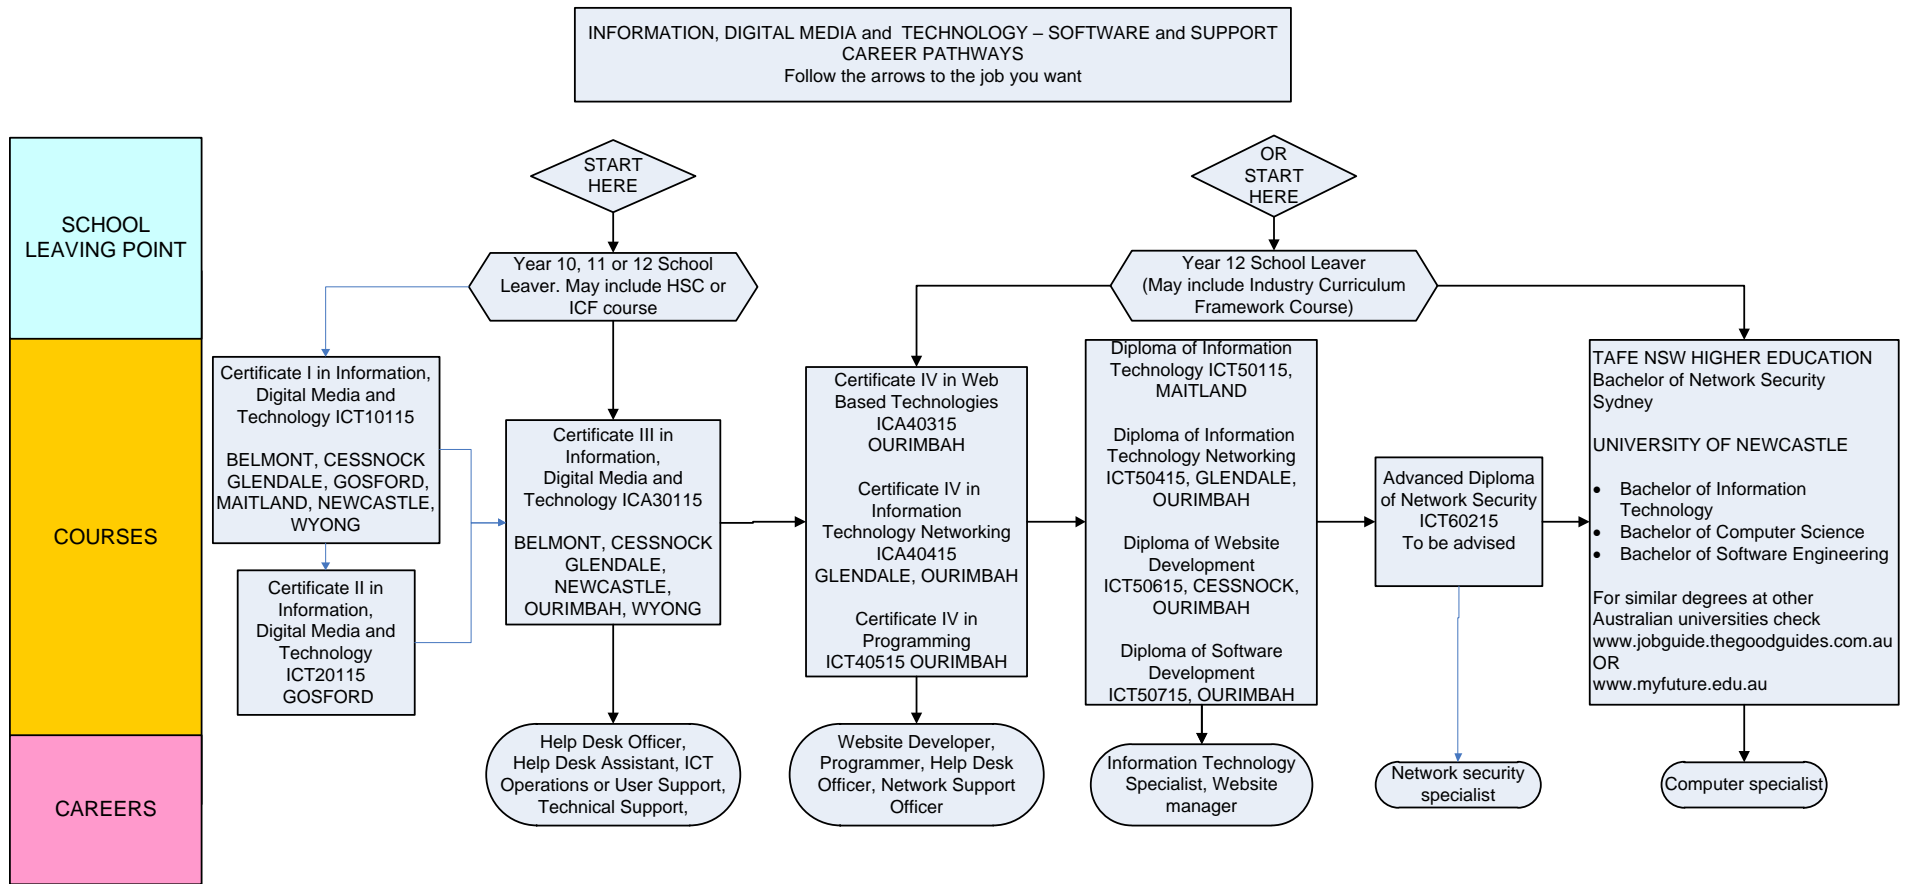 INFORMATION, DIGITAL MEDIA and TECHNOLOGY – SOFTWARE and SUPPORT
CAREER PATHWAYS
Follow the arrows to the job you want
SCHOOL
LEAVING POINT
START
HERE
OR
START
HERE
Year 10, 11 or 12 School
Leaver. May include HSC or
ICF course
Year 12 School Leaver
(May include Industry Curriculum
Framework Course)
COURSES
Certificate I in Information,
Digital Media and
Technology ICT10115
BELMONT, CESSNOCK
GLENDALE, GOSFORD,
MAITLAND, NEWCASTLE,
WYONG
Certificate II in
Information,
Digital Media and
Technology
ICT20115
GOSFORD
Certificate III in
Information,
Digital Media and
Technology ICA30115
BELMONT, CESSNOCK
GLENDALE,
NEWCASTLE,
OURIMBAH, WYONG
Certificate IV in Web
Based Technologies
ICA40315
OURIMBAH
Certificate IV in
Information
Technology Networking
ICA40415
GLENDALE, OURIMBAH
Certificate IV in
Programming
ICT40515 OURIMBAH
Diploma of Information
Technology ICT50115,
MAITLAND
Diploma of Information
Technology Networking
ICT50415, GLENDALE,
OURIMBAH
Diploma of Website
Development
ICT50615, CESSNOCK,
OURIMBAH
Diploma of Software
Development
ICT50715, OURIMBAH
Advanced Diploma
of Network Security
ICT60215
To be advised
TAFE NSW HIGHER EDUCATION
Bachelor of Network Security
Sydney
UNIVERSITY OF NEWCASTLE
• Bachelor of Information
Technology
• Bachelor of Computer Science
• Bachelor of Software Engineering
For similar degrees at other
Australian universities check
www.jobguide.thegoodguides.com.au
OR
www.myfuture.edu.au
CAREERS
Help Desk Officer,
Help Desk Assistant, ICT
Operations or User Support,
Technical Support,
Website Developer,
Programmer, Help Desk
Officer, Network Support
Officer
Information Technology
Specialist, Website
manager
Network security
specialist
Computer specialist